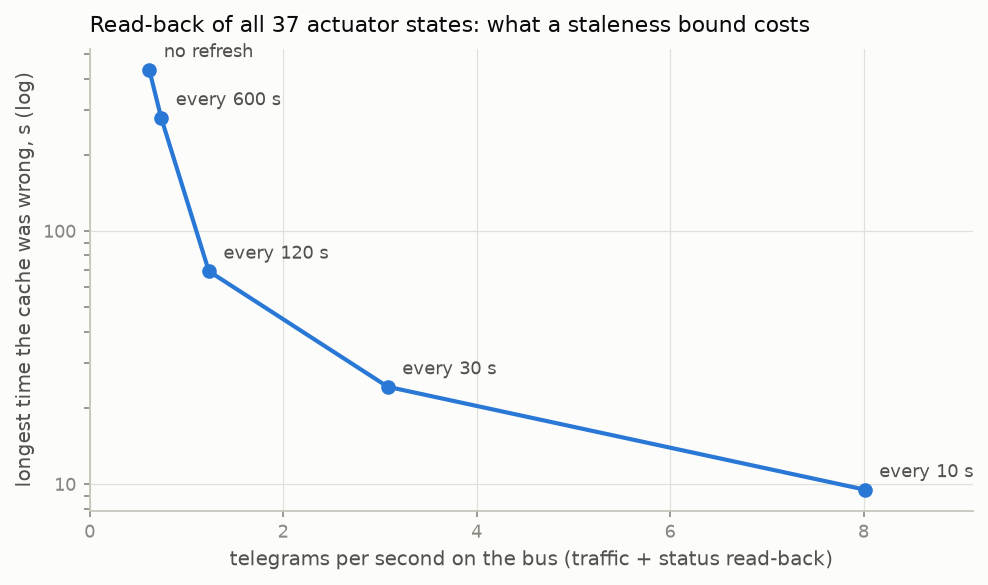 Read-back of all 37 actuator states: what a staleness bound costs
longest time the cache was wrong, s (log)
100
10
no refresh
every 600 s
every 120 s
every 30 s
every 10 s
0
2
4
6
8
telegrams per second on the bus (traffic + status read-back)